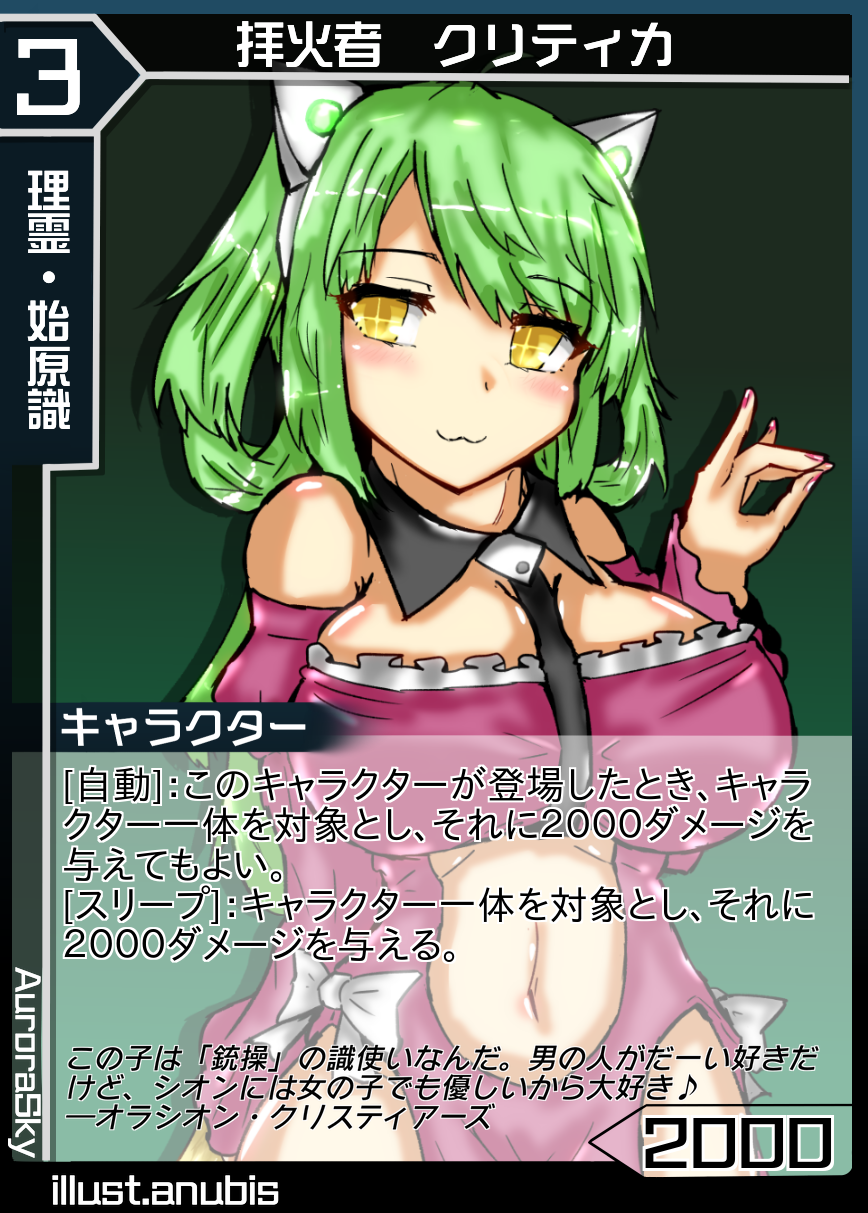 3
拝火者 クリティカ
理霊・始原識
キャラクター
[自動]:このキャラクターが登場したとき、キャラ
クター一体を対象とし、それに2000ダメージを
与えてもよい。
[スリープ]:キャラクター一体を対象とし、それに
2000ダメージを与える。
この子は「銃操」の識使いなんだ。男の人がだーい好きだ
けど、シオンには女の子でも優しいから大好き♪
―オラシオン・クリスティアーズ
2000
AuroraSky
illust.anubis